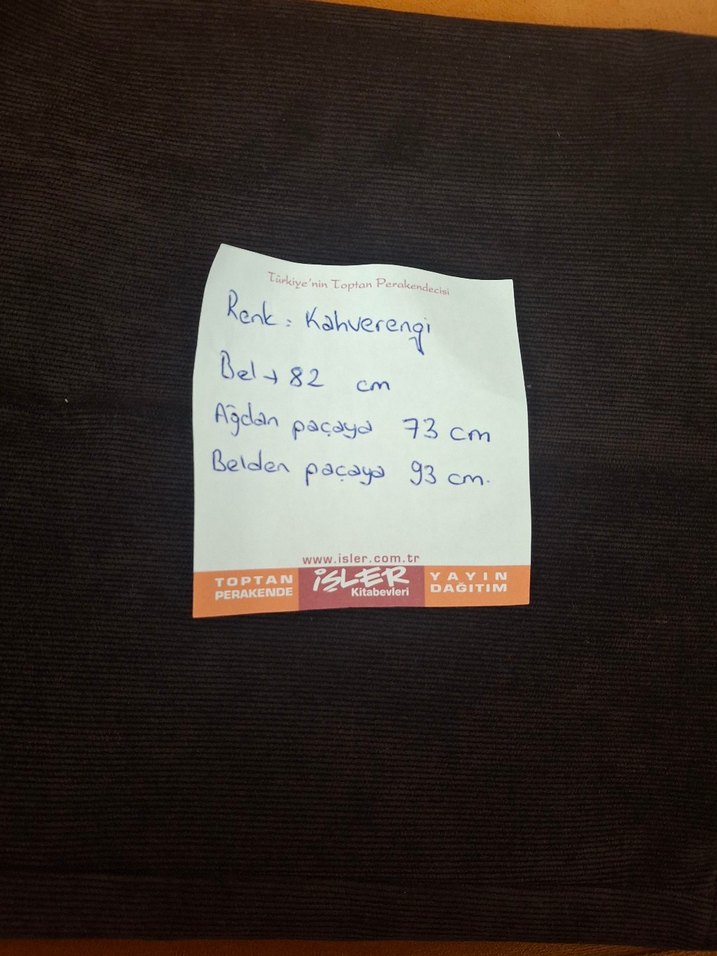 Türkiye'nin Toptan Perakendecisi
Renk: Kahverengi
Bel → 82 cm
Ağdan paçaya 73 cm
Belden paçaya 93 cm.
www.isler.com.tr
TOPTAN PERAKENDE
İŞLER Kitabevleri
YAYIN DAĞITIM